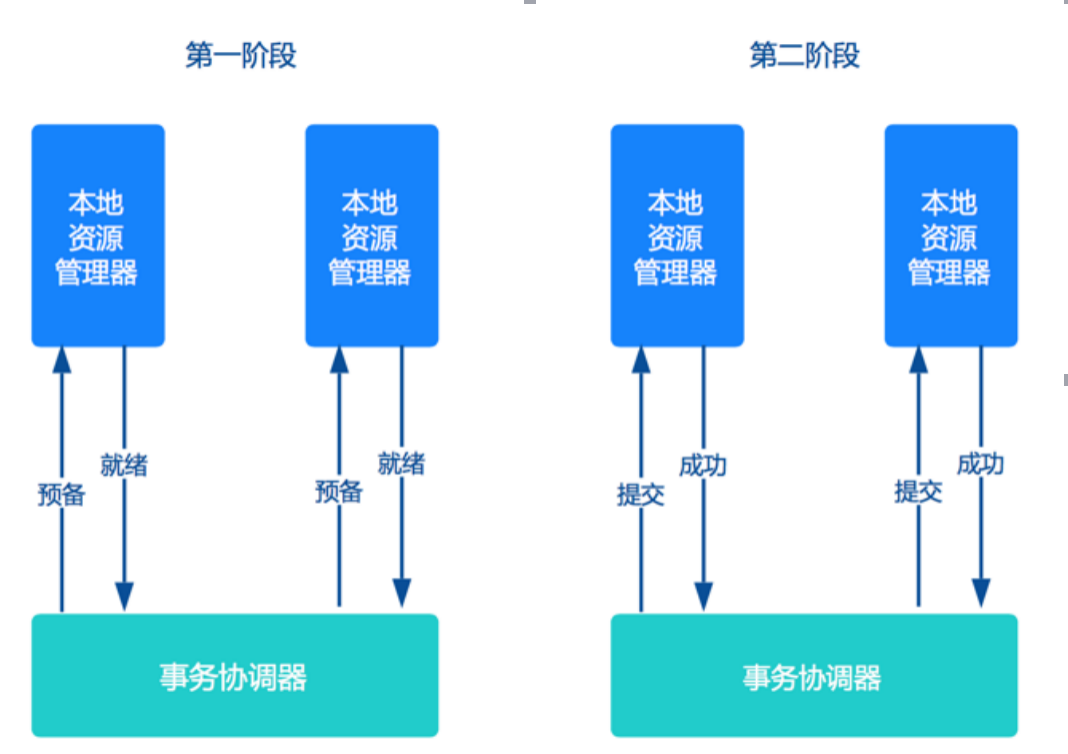 第一阶段
本地
资源
管理器
本地
资源
管理器
就绪
预备
就绪
预备
事务协调器
第二阶段
本地
资源
管理器
本地
资源
管理器
成功
提交
成功
提交
事务协调器